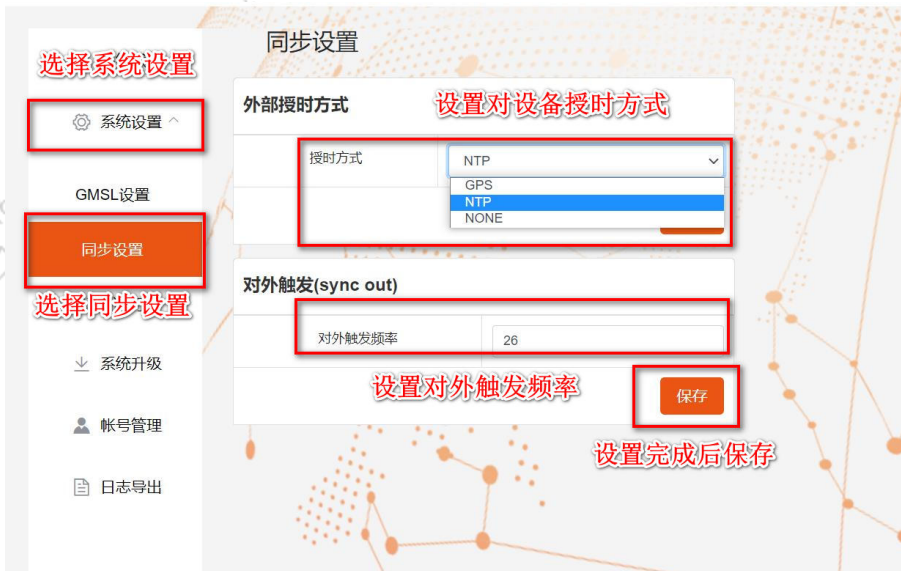 同步设置
选择系统设置
外部授时方式
设置对设备授时方式
系统设置
授时方式
NTP
GPS
NTP
NONE
GMSL设置
同步设置
选择同步设置
对外触发(sync out)
对外触发频率
26
系统升级
设置对外触发频率
保存
帐号管理
设置完成后保存
日志导出